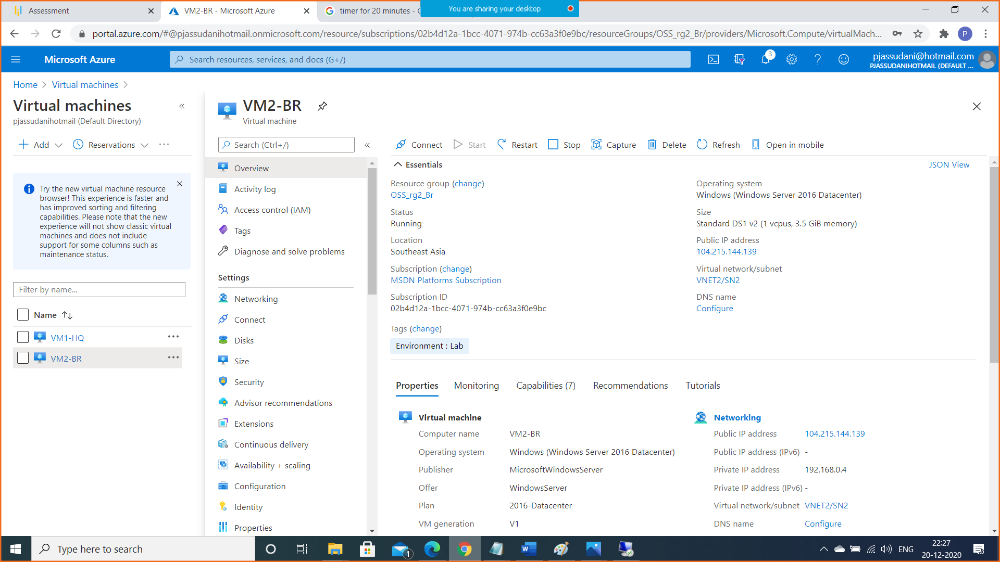 Assessment
VM2-BR - Microsoft Azure
timer for 20 minutes - G
You are sharing your desktop
portal.azure.com/#@pjassudanihotmail.onmicrosoft.com/resource/subscriptions/02b4d12a-1bcc-4071-974b-cc63a3f0e9bc/resourceGroups/OSS_rg2_Br/providers/Microsoft.Compute/virtualMach...
P
Microsoft Azure
Search resources, services, and docs (G+/)
3
pjassudani@hotmail.com
PJASSUDANIHOTMAIL (DEFAULT ...
Home > Virtual machines >
Virtual machines
pjassudanihotmail (Default Directory)
Add
Reservations
...
Try the new virtual machine resource
browser! This experience is faster and
has improved sorting and filtering
capabilities. Please note that the new
experience will not show classic virtual
machines and does not include
support for some columns such as
maintenance status.
Filter by name...
Name
VM1-HQ
VM2-BR
VM2-BR
Virtual machine
Search (Ctrl+/)
Overview
Activity log
Access control (IAM)
Tags
Diagnose and solve problems
Settings
Networking
Connect
Disks
Size
Security
Advisor recommendations
Extensions
Continuous delivery
Availability + scaling
Configuration
Identity
Properties
Connect
Start
Restart
Stop
Capture
Delete
Refresh
Open in mobile
Essentials
JSON View
Resource group (change)
OSS_rg2_Br
Status
Running
Location
Southeast Asia
Subscription (change)
MSDN Platforms Subscription
Subscription ID
02b4d12a-1bcc-4071-974b-cc63a3f0e9bc
Operating system
Windows (Windows Server 2016 Datacenter)
Size
Standard DS1 v2 (1 vcpus, 3.5 GiB memory)
Public IP address
104.215.144.139
Virtual network/subnet
VNET2/SN2
DNS name
Configure
Tags (change)
Environment : Lab
Properties
Monitoring
Capabilities (7)
Recommendations
Tutorials
Virtual machine
Computer name VM2-BR
Operating system Windows (Windows Server 2016 Datacenter)
Publisher MicrosoftWindowsServer
Offer WindowsServer
Plan 2016-Datacenter
VM generation V1
Networking
Public IP address 104.215.144.139
Public IP address (IPv6) -
Private IP address 192.168.0.4
Private IP address (IPv6) -
Virtual network/subnet VNET2/SN2
DNS name Configure
Type here to search
1
ENG
22:27
20-12-2020